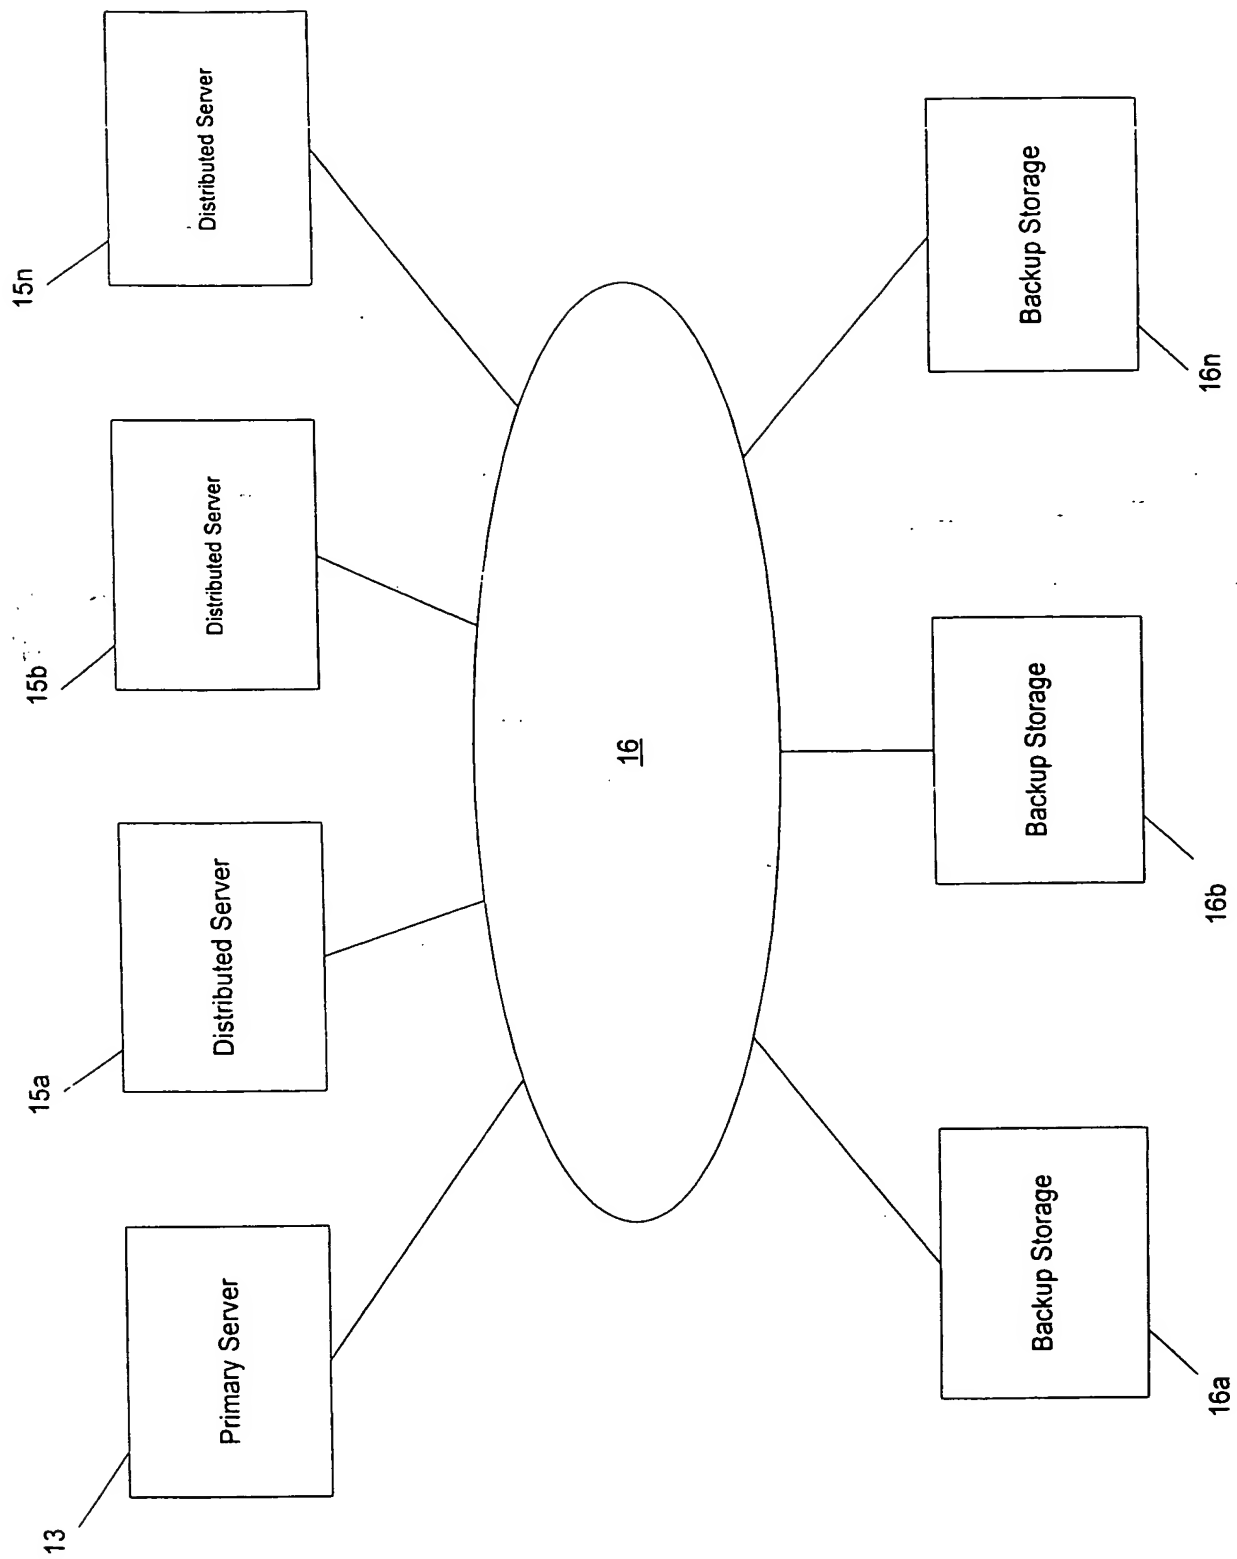 13
Primary Server
15a
Distributed Server
15b
Distributed Server
15n
Distributed Server
16
16a
Backup Storage
16b
Backup Storage
16n
Backup Storage